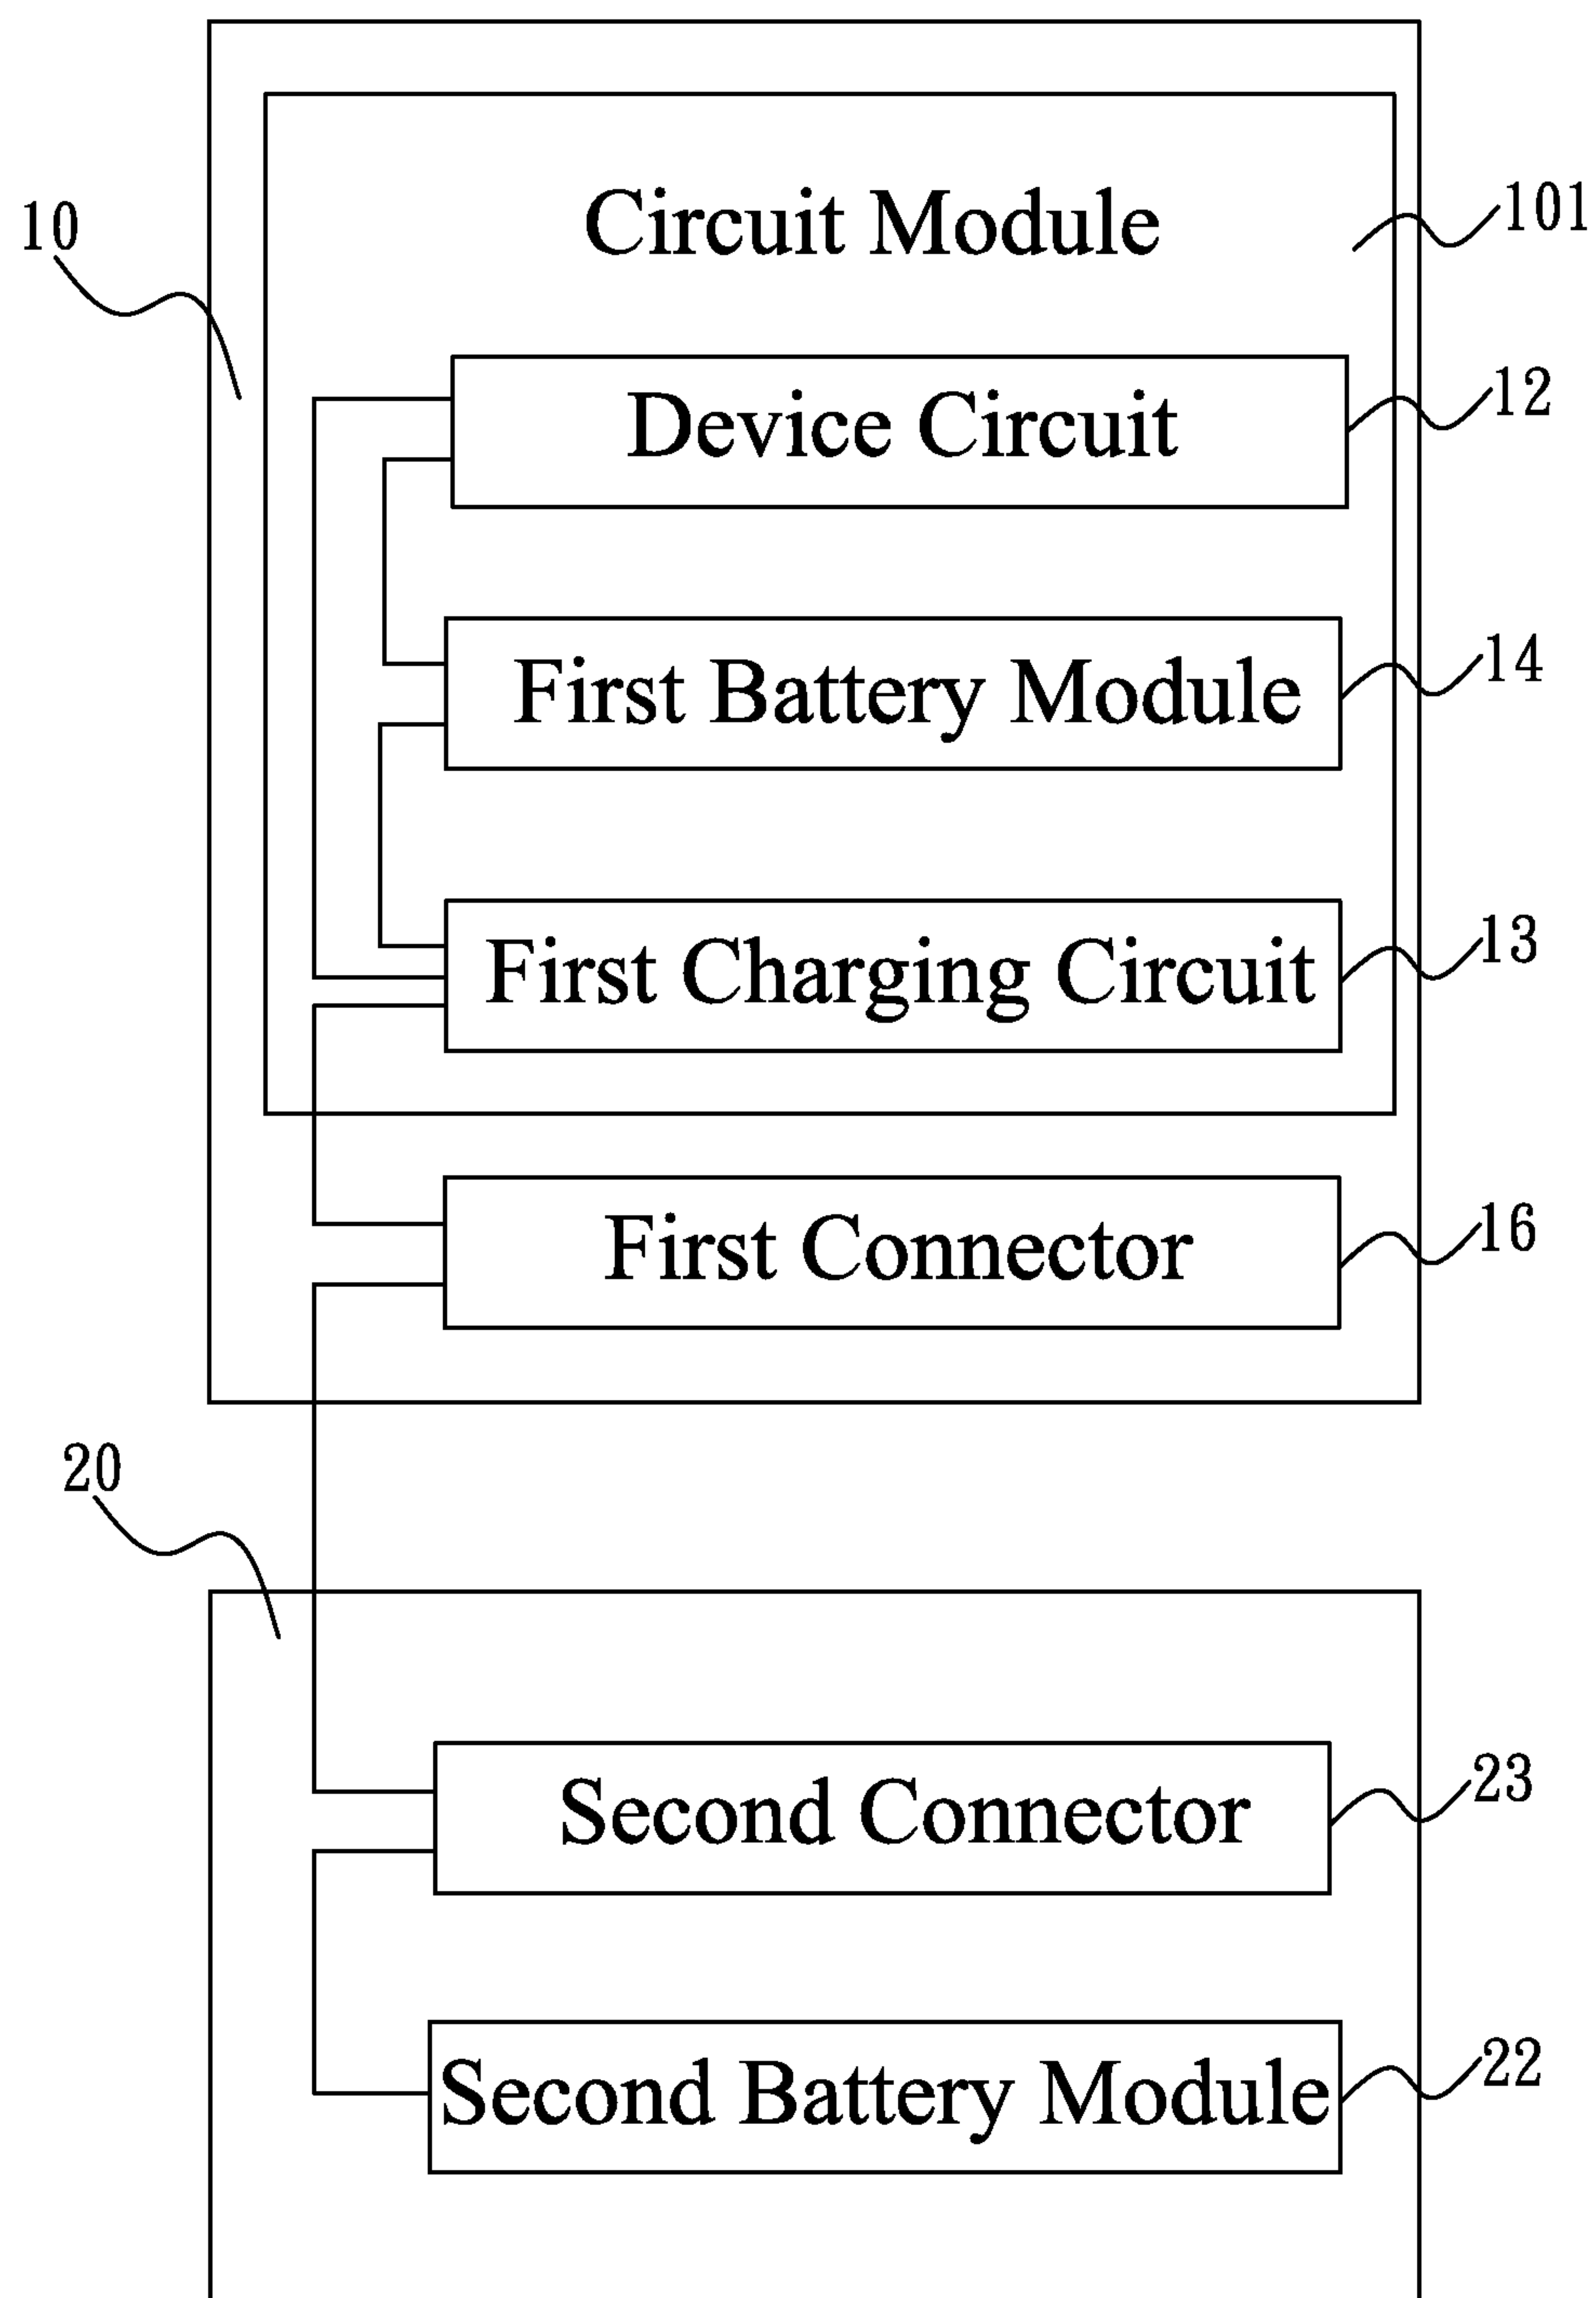 Circuit Module
101
10
Device Circuit
12
First Battery Module
14
First Charging Circuit
13
First Connector
16
20
Second Connector
23
Second Battery Module
22